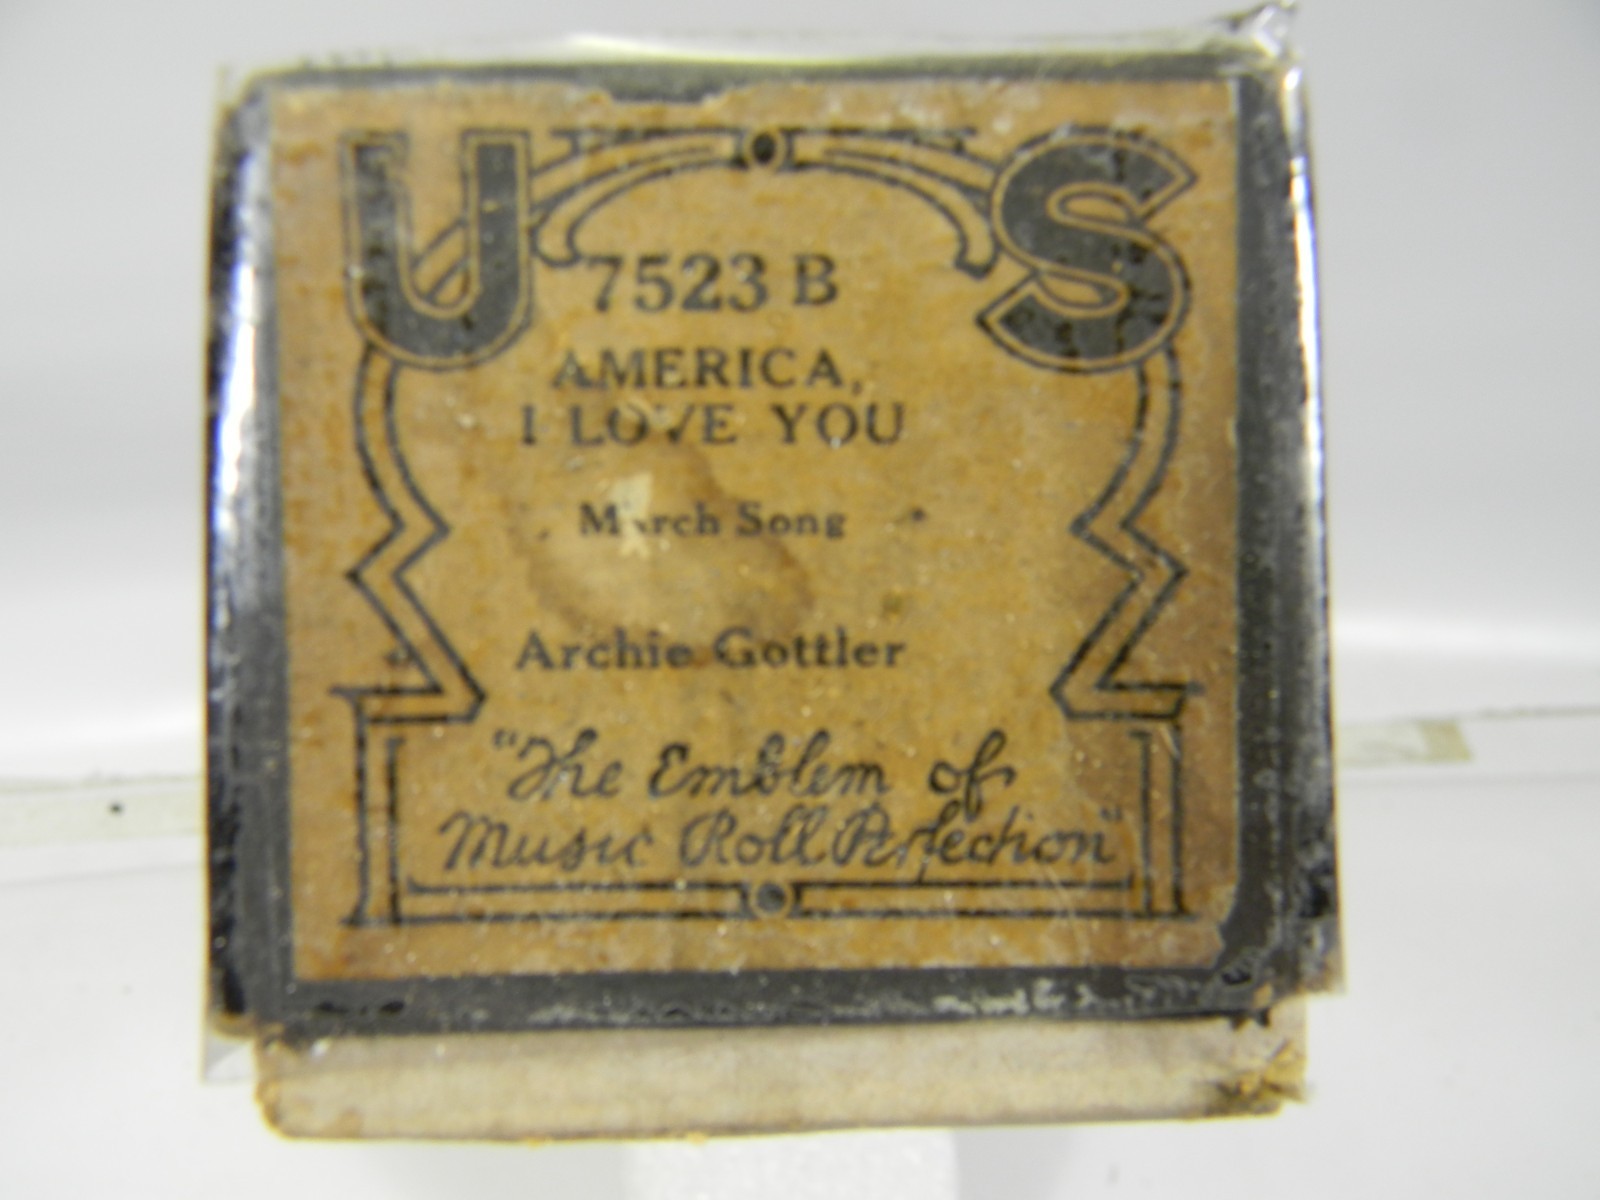 U S
7523 B
AMERICA,
I LOVE YOU
March Song
Archie Gottler
"The Emblem of
Music Roll Perfection"